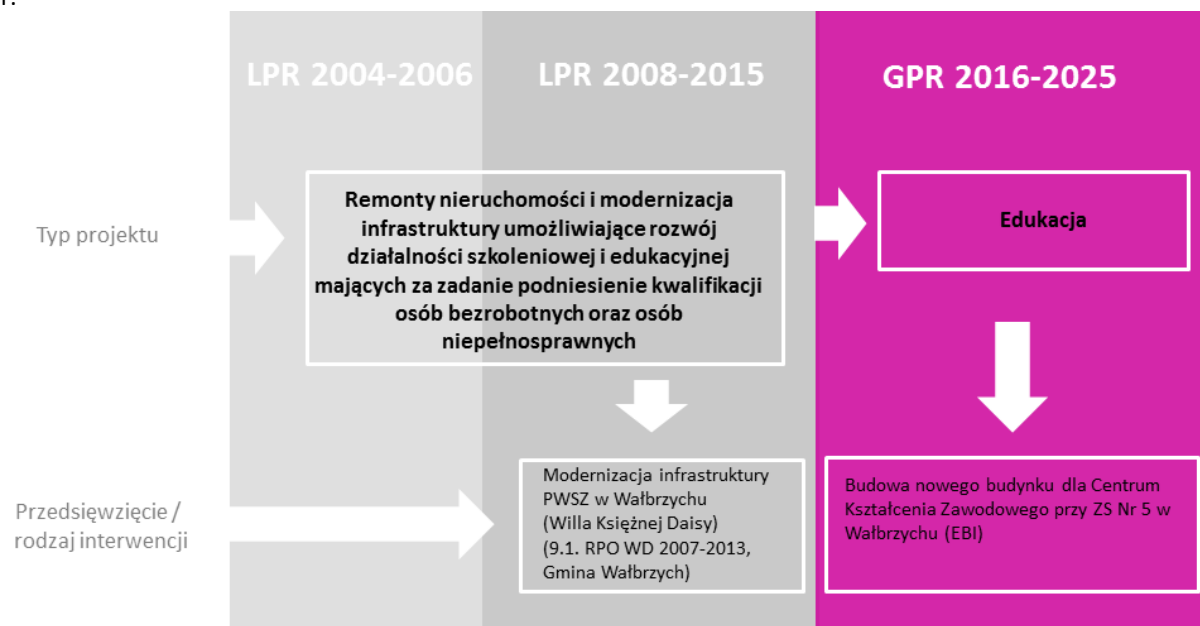 LPR 2004-2006
LPR 2008-2015
GPR 2016-2025
Typ projektu
Remonty nieruchomości i modernizacja
infrastruktury umożliwiające rozwój
działalności szkoleniowej i edukacyjnej
mających za zadanie podniesienie kwalifikacji
osób bezrobotnych oraz osób
niepełnosprawnych
Edukacja
Przedsięwzięcie /
rodzaj interwencji
Modernizacja infrastruktury
PWSZ w Wałbrzychu
(Willa Księżnej Daisy)
(9.1. RPO WD 2007-2013,
Gmina Wałbrzych)
Budowa nowego budynku dla Centrum
Kształcenia Zawodowego przy ZS Nr 5 w
Wałbrzychu (EBI)